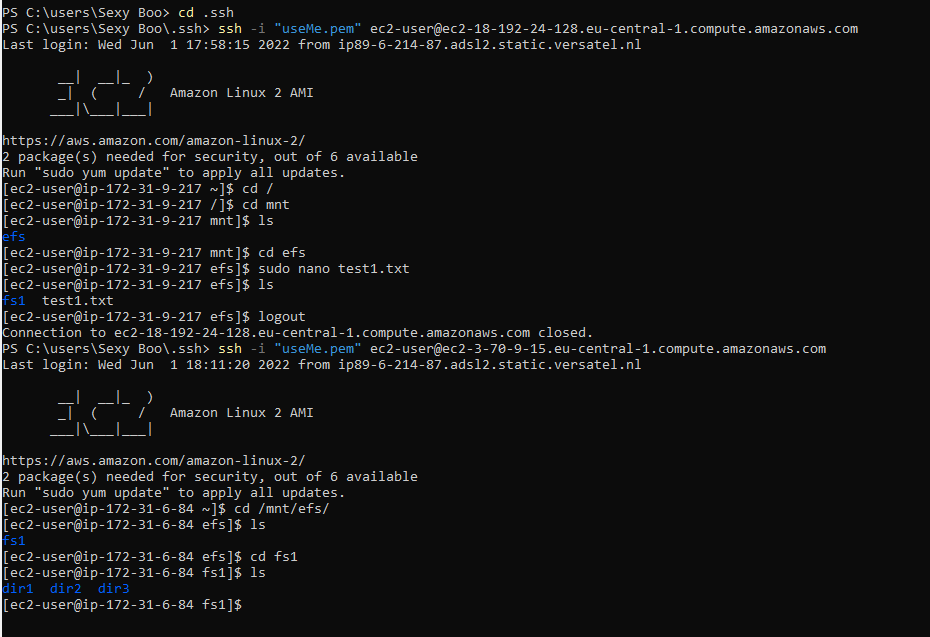 PS C:\users\Sexy Boo> cd .ssh
PS C:\users\Sexy Boo\.ssh> ssh -i "useMe.pem" ec2-user@ec2-18-192-24-128.eu-central-1.compute.amazonaws.com
Last login: Wed Jun  1 17:58:15 2022 from ip89-6-214-87.adsl2.static.versatel.nl

       __|  __|_  )
       _|  (     /   Amazon Linux 2 AMI
      ___|\___|___|

https://aws.amazon.com/amazon-linux-2/
2 package(s) needed for security, out of 6 available
Run "sudo yum update" to apply all updates.
[ec2-user@ip-172-31-9-217 ~]$ cd /
[ec2-user@ip-172-31-9-217 /]$ cd mnt
[ec2-user@ip-172-31-9-217 mnt]$ ls
efs
[ec2-user@ip-172-31-9-217 mnt]$ cd efs
[ec2-user@ip-172-31-9-217 efs]$ sudo nano test1.txt
[ec2-user@ip-172-31-9-217 efs]$ ls
fs1  test1.txt
[ec2-user@ip-172-31-9-217 efs]$ logout
Connection to ec2-18-192-24-128.eu-central-1.compute.amazonaws.com closed.
PS C:\users\Sexy Boo\.ssh> ssh -i "useMe.pem" ec2-user@ec2-3-70-9-15.eu-central-1.compute.amazonaws.com
Last login: Wed Jun  1 18:11:20 2022 from ip89-6-214-87.adsl2.static.versatel.nl

       __|  __|_  )
       _|  (     /   Amazon Linux 2 AMI
      ___|\___|___|

https://aws.amazon.com/amazon-linux-2/
2 package(s) needed for security, out of 6 available
Run "sudo yum update" to apply all updates.
[ec2-user@ip-172-31-6-84 ~]$ cd /mnt/efs/
[ec2-user@ip-172-31-6-84 efs]$ ls
fs1
[ec2-user@ip-172-31-6-84 efs]$ cd fs1
[ec2-user@ip-172-31-6-84 fs1]$ ls
dir1  dir2  dir3
[ec2-user@ip-172-31-6-84 fs1]$